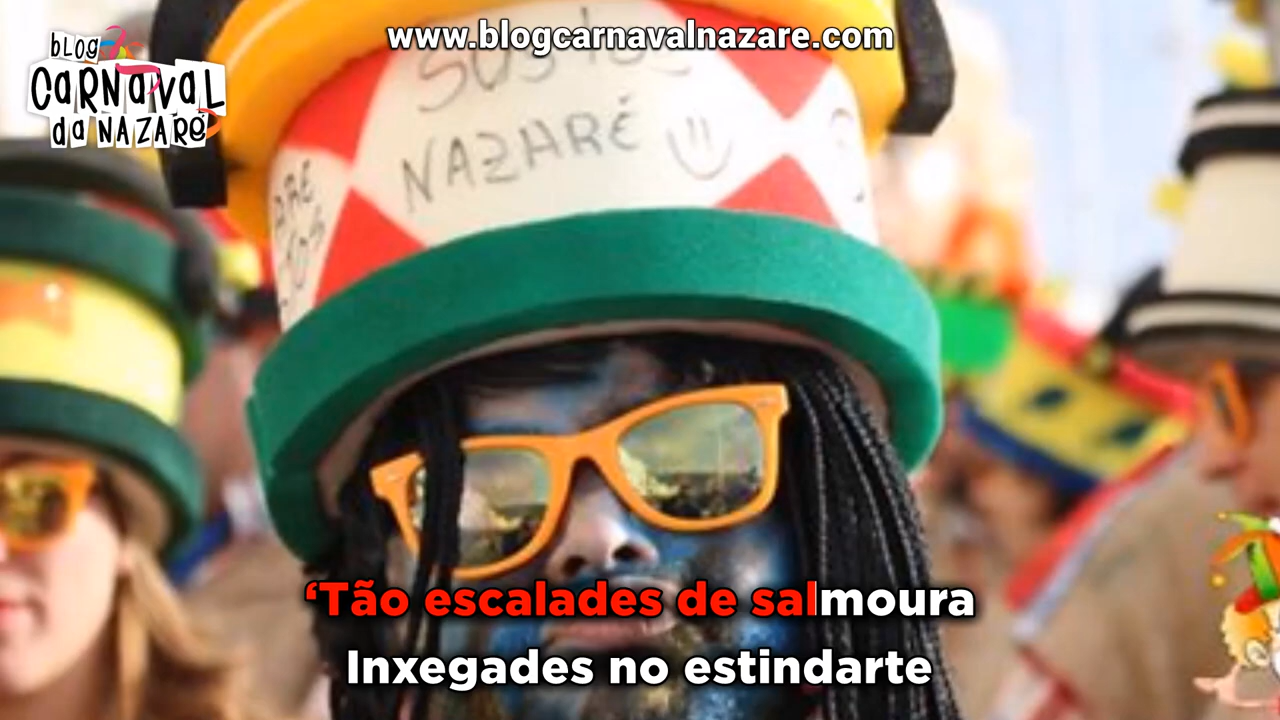 www.blogcarnavalnazare.com
blog
CARNAVAL
da NAZARÉ
NAZARÉ
'Tão escalades de salmoura
Inxegades no estindarte